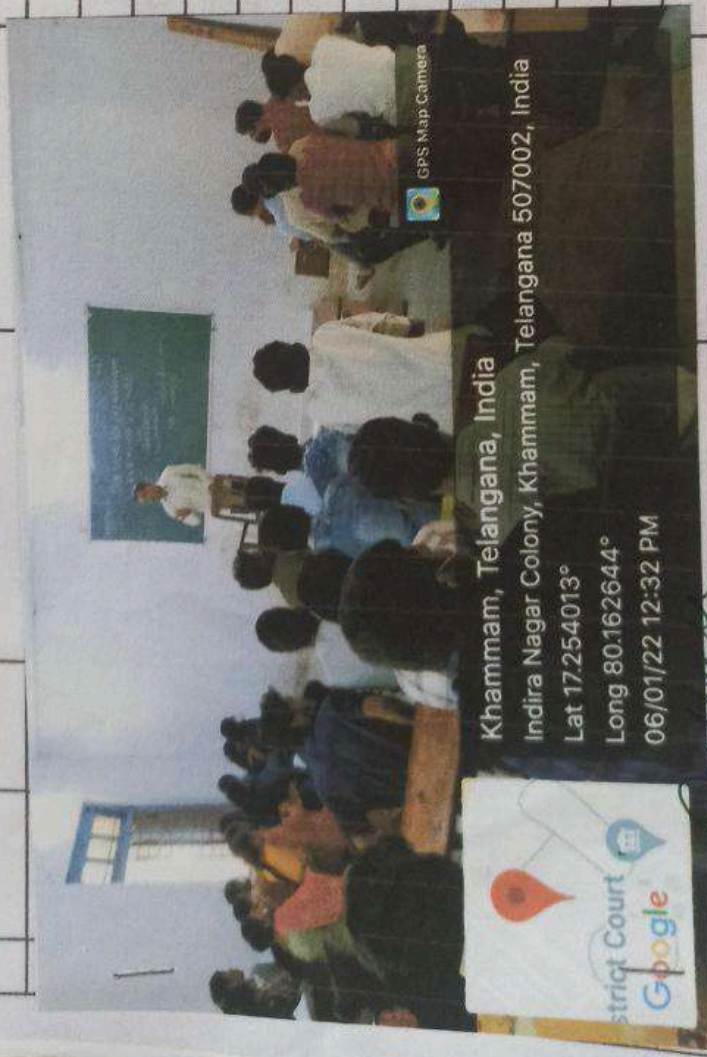 GPS Map Camera
Khammam, Telangana, India
Indira Nagar Colony, Khammam, Telangana 507002, India
Lat 17.254013°
Long 80.162644°
06/01/22 12:32 PM
strict Court
Google